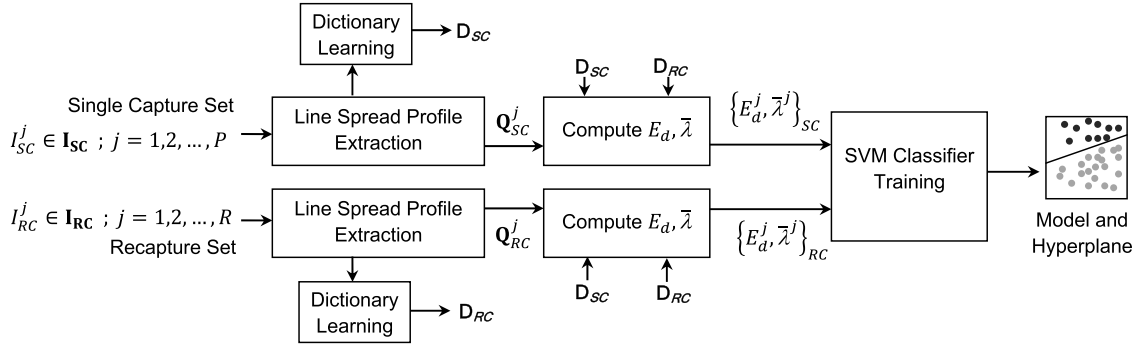 Dictionary
Learning
D_SC
Single Capture Set
I_SC^j ∈ I_SC ; j = 1,2, …, P
Line Spread Profile
Extraction
Q_SC^j
D_SC D_RC
Compute E_d, λ̄
{E_d^j, λ̄^j}_SC
I_RC^j ∈ I_RC ; j = 1,2, …, R
Recapture Set
Line Spread Profile
Extraction
Q_RC^j
Compute E_d, λ̄
D_SC D_RC
{E_d^j, λ̄^j}_RC
Dictionary
Learning
D_RC
SVM Classifier
Training
Model and
Hyperplane